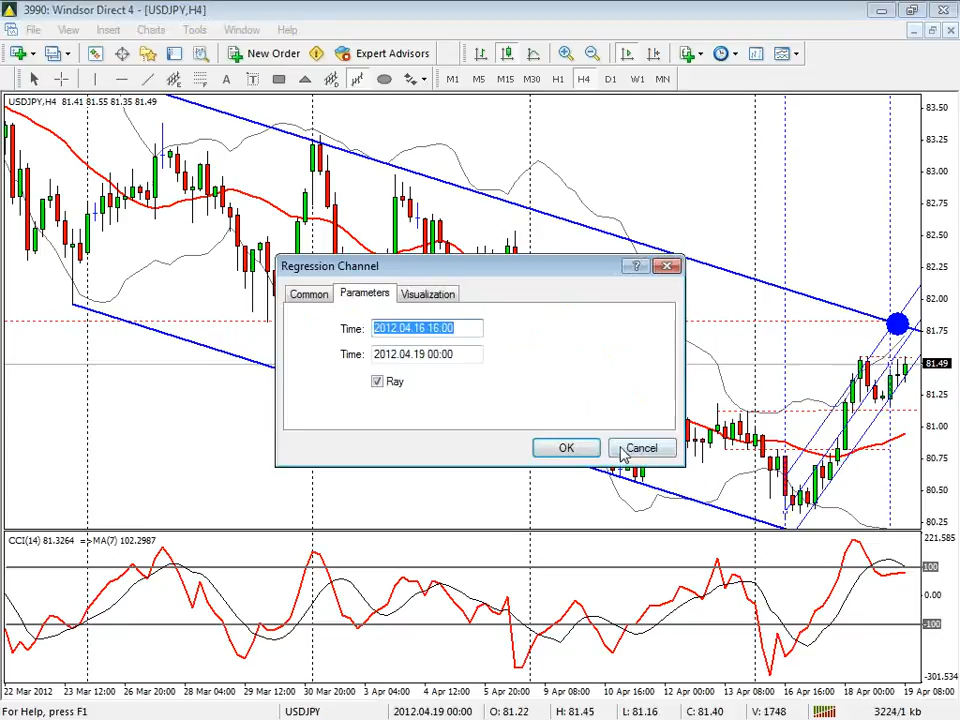 3990: Windsor Direct 4 - [USDJPY,H4]
File View Insert Charts Tools Window Help
New Order Expert Advisors
A T M1 M5 M15 M30 H1 H4 D1 W1 MN
USDJPY,H4 81.41 81.55 81.35 81.49
83.50
83.25
83.00
82.75
82.50
82.25
82.00
81.75
81.49
81.25
81.00
80.75
80.50
80.25
Regression Channel
Common Parameters Visualization
Time: 2012.04.16 16:00
Time: 2012.04.19 00:00
Ray
OK Cancel
CCI(14) 81.3264 =>MA(7) 102.2987
221.585
100
0.00
-100
-301.534
22 Mar 2012 23 Mar 12:00 26 Mar 20:00 28 Mar 04:00 29 Mar 12:00 30 Mar 20:00 3 Apr 04:00 4 Apr 12:00 5 Apr 20:00 9 Apr 08:00 10 Apr 16:00 12 Apr 00:00 13 Apr 08:00 16 Apr 16:00 18 Apr 00:00 19 Apr 08:00
For Help, press F1 USDJPY 2012.04.19 00:00 O: 81.22 H: 81.45 L: 81.16 C: 81.40 V: 1748 3224/1 kb